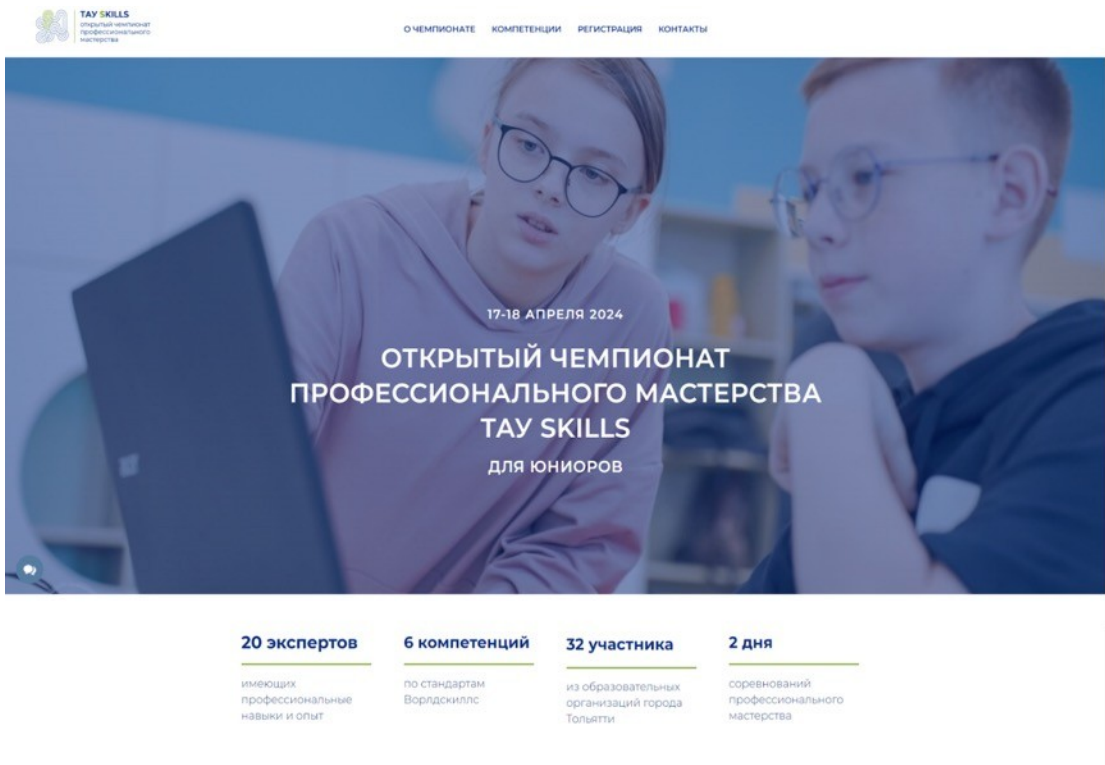 ТАУ SKILLS
открытый чемпионат
профессионального
мастерства
О ЧЕМПИОНАТЕ КОМПЕТЕНЦИИ РЕГИСТРАЦИЯ КОНТАКТЫ
17-18 АПРЕЛЯ 2024
ОТКРЫТЫЙ ЧЕМПИОНАТ
ПРОФЕССИОНАЛЬНОГО МАСТЕРСТВА
ТАУ SKILLS
ДЛЯ ЮНИОРОВ
20 экспертов
имеющих
профессиональные
навыки и опыт
6 компетенций
по стандартам
Ворлдскиллс
32 участника
из образовательных
организаций города
Тольятти
2 дня
соревнований
профессионального
мастерства